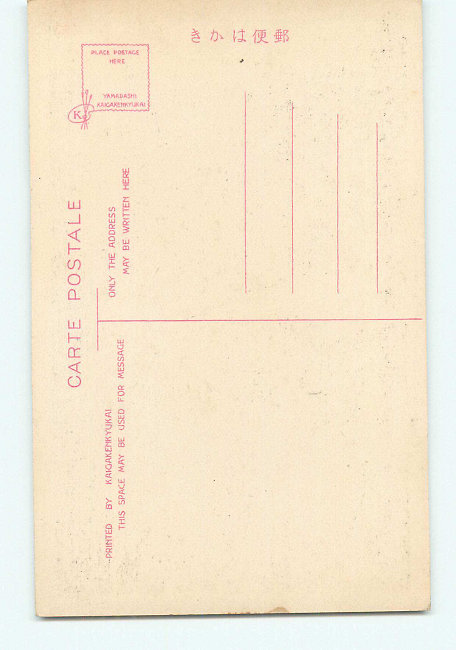 郵便はかき
PLACE POSTAGE
HERE
YAMADASHI
KAIGAKENKYUKAI
K
CARTE POSTALE
ONLY THE ADDRESS
MAY BE WRITTEN HERE
PRINTED BY KAIGAKENKYUKAI
THIS SPACE MAY BE USED FOR MESSAGE